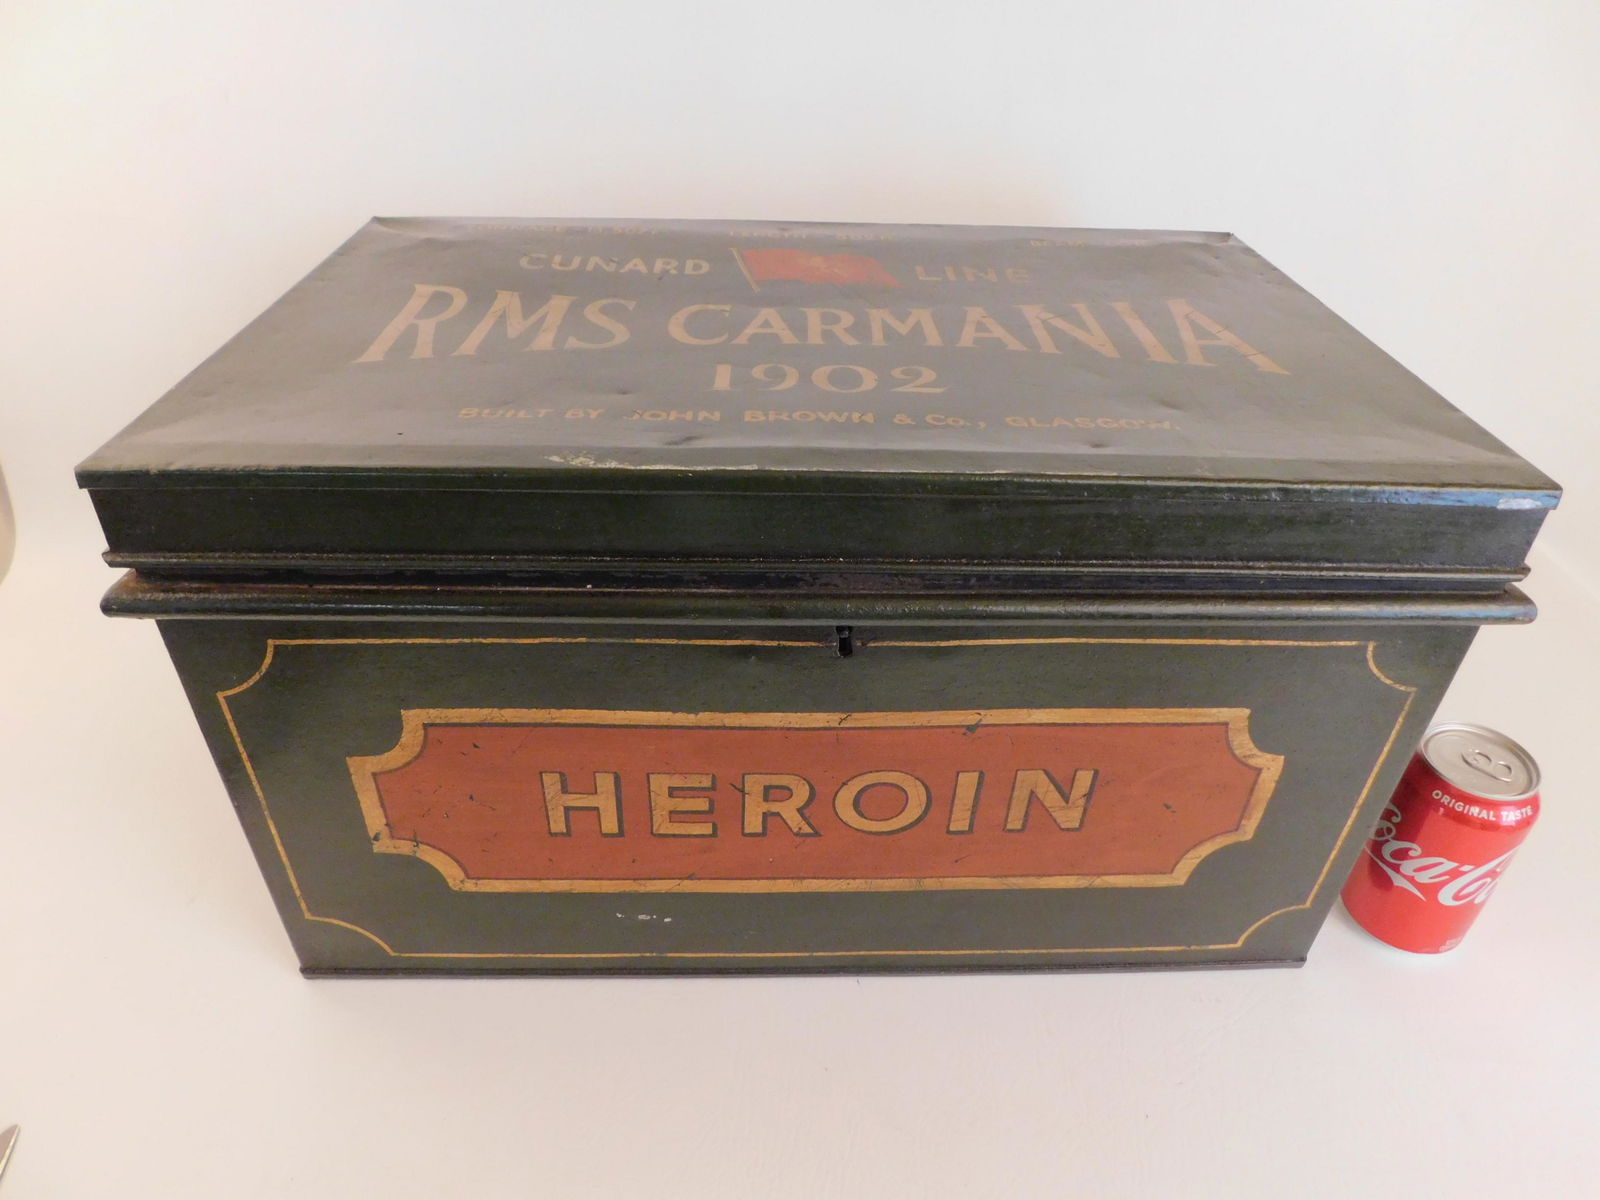 CUNARD LINE
RMS CARMANIA
1902
BUILT BY JOHN BROWN & Co., GLASGOW.
HEROIN
ORIGINAL TASTE
Coca-Co